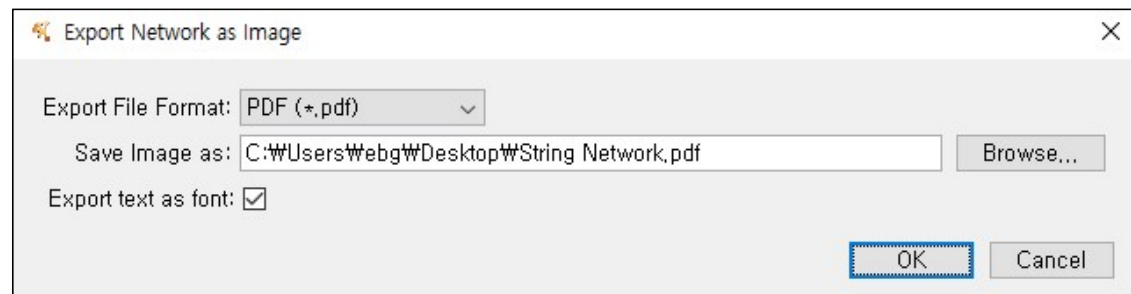 Export Network as Image
Export File Format: PDF (*.pdf)
Save Image as: C:₩Users₩ebg₩Desktop₩String Network.pdf Browse...
Export text as font:
OK Cancel